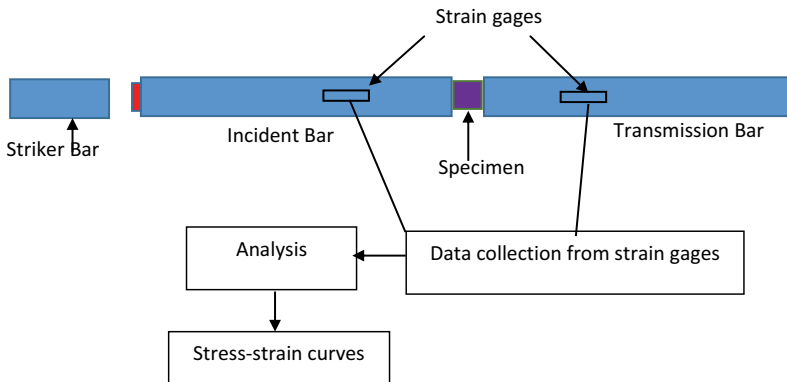 Strain gages
Striker Bar
Incident Bar
Specimen
Transmission Bar
Analysis
Data collection from strain gages
Stress-strain curves